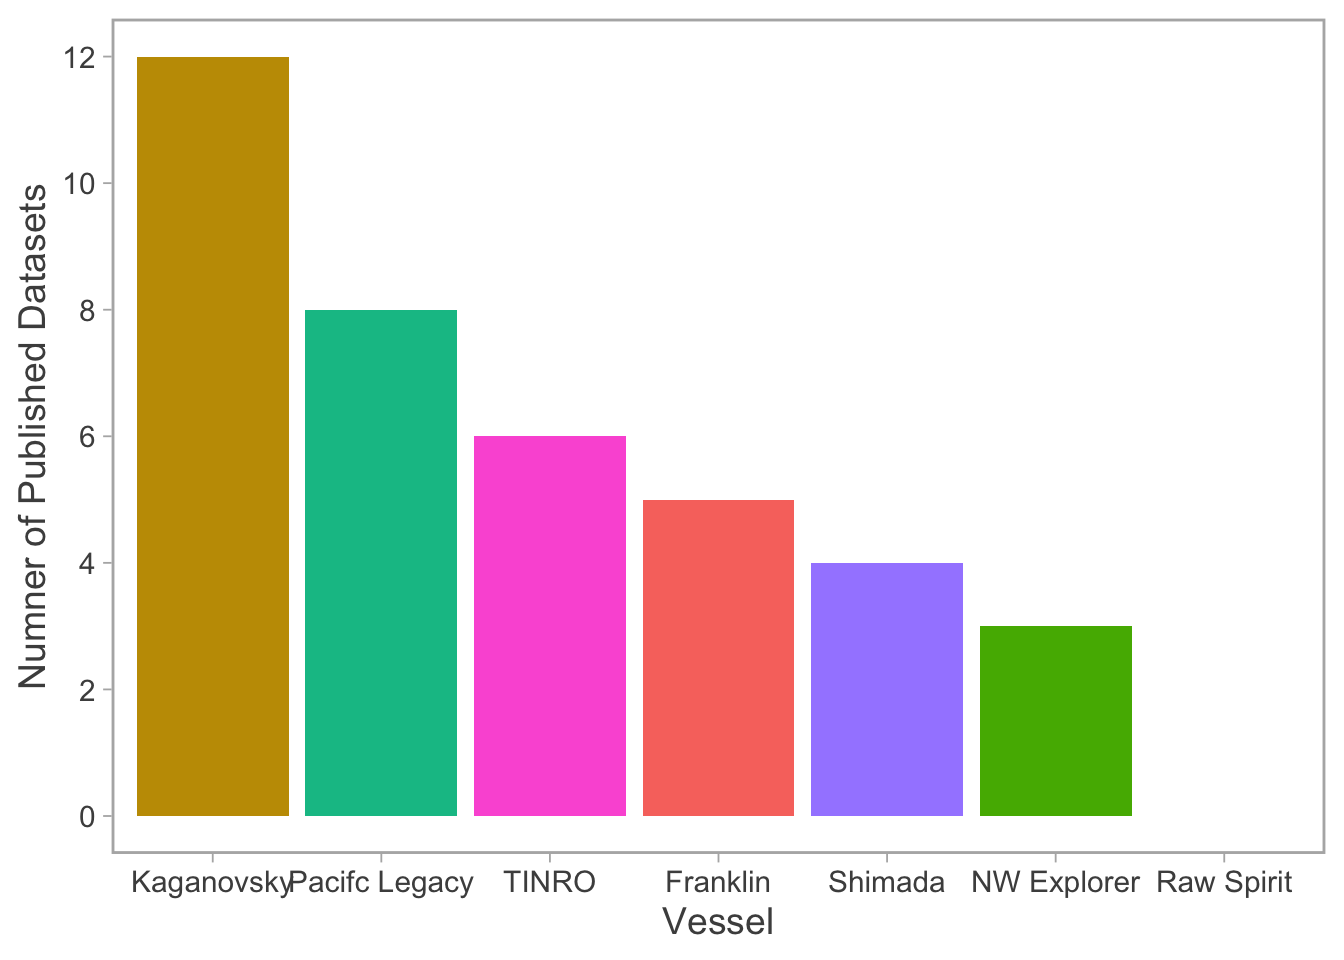 Numner of Published Datasets
12
10
8
6
4
2
0
Kaganovsky Pacifc Legacy TINRO Franklin Shimada NW Explorer Raw Spirit
Vessel